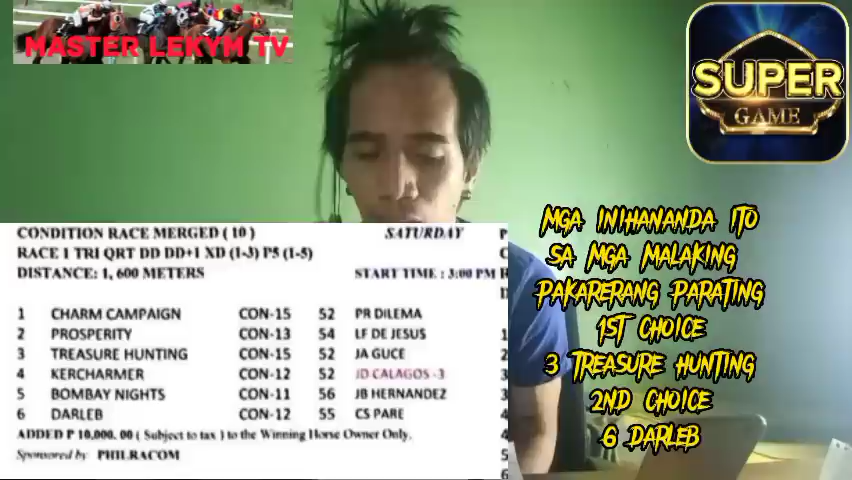 MASTER LEKYM TV
SUPER
GAME
CONDITION RACE MERGED ( 10 )
SATURDAY
RACE 1 TRI QRT DD DD+1 XD (1-3) P5 (1-5)
DISTANCE: 1, 600 METERS
START TIME : 3:00 PM
1 CHARM CAMPAIGN CON-15 52 PR DILEMA
2 PROSPERITY CON-13 54 LF DE JESUS
3 TREASURE HUNTING CON-15 52 JA GUCE
4 KERCHARMER CON-12 52 JD CALAGOS -3
5 BOMBAY NIGHTS CON-11 56 JB HERNANDEZ
6 DARLEB CON-12 55 CS PARE
ADDED P 10,000. 00 ( Subject to tax ) to the Winning Horse Owner Only.
Sponsored by PHILRACOM
MGA INIHANANDA ITO
SA MGA MALAKING
PAKARERANG PARATING
1ST CHOICE
3 TREASURE HUNTING
2ND CHOICE
6 DARLEB